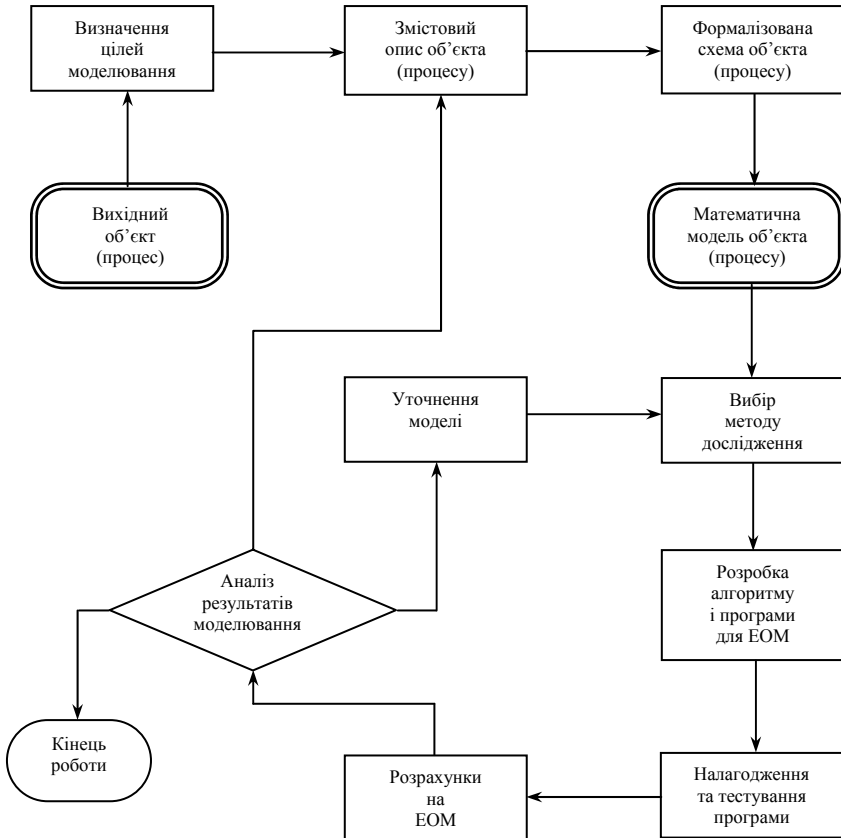 Визначення
цілей
моделювання
Змістовий
опис об’єкта
(процесу)
Формалізована
схема об’єкта
(процесу)
Вихідний
об’єкт
(процес)
Математична
модель об’єкта
(процесу)
Уточнення
моделі
Вибір
методу
дослідження
Аналіз
результатів
моделювання
Розробка
алгоритму
і програми
для ЕОМ
Кінець
роботи
Розрахунки
на
ЕОМ
Налагодження
та тестування
програми